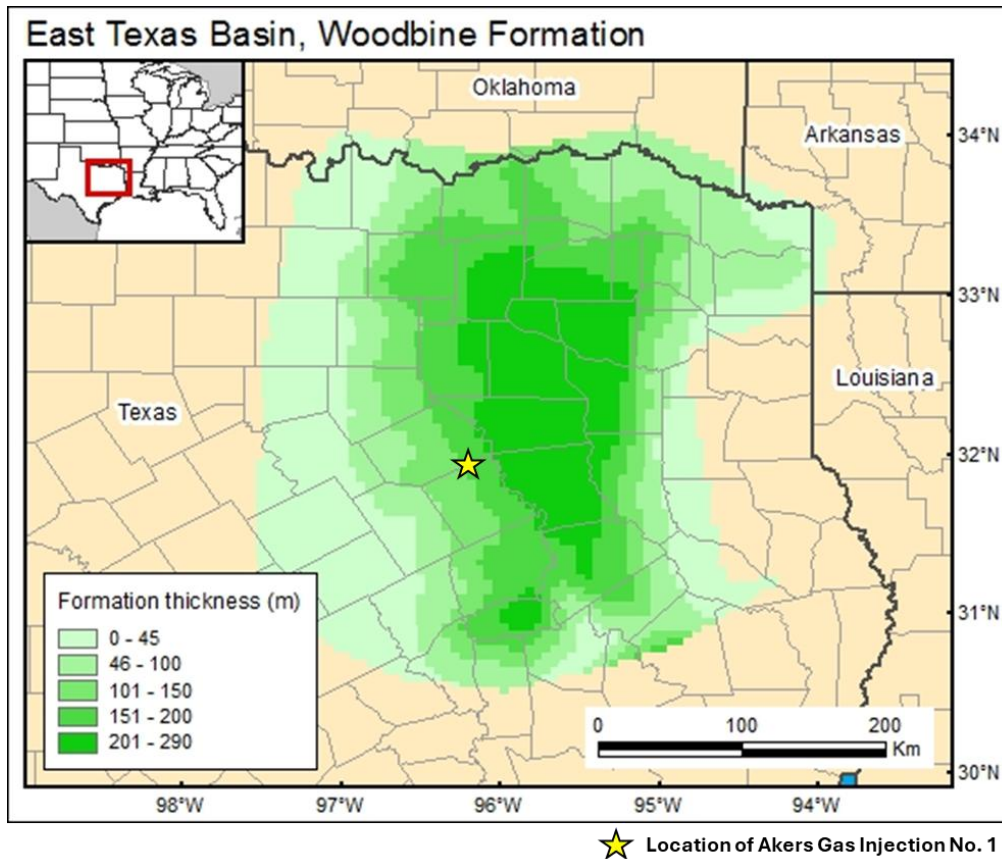 East Texas Basin, Woodbine Formation
Oklahoma
Arkansas
34°N
33°N
Louisiana
Texas
32°N
Formation thickness (m)
0 - 45
46 - 100
101 - 150
151 - 200
201 - 290
31°N
0 100 200
Km
30°N
98°W 97°W 96°W 95°W 94°W
Location of Akers Gas Injection No. 1